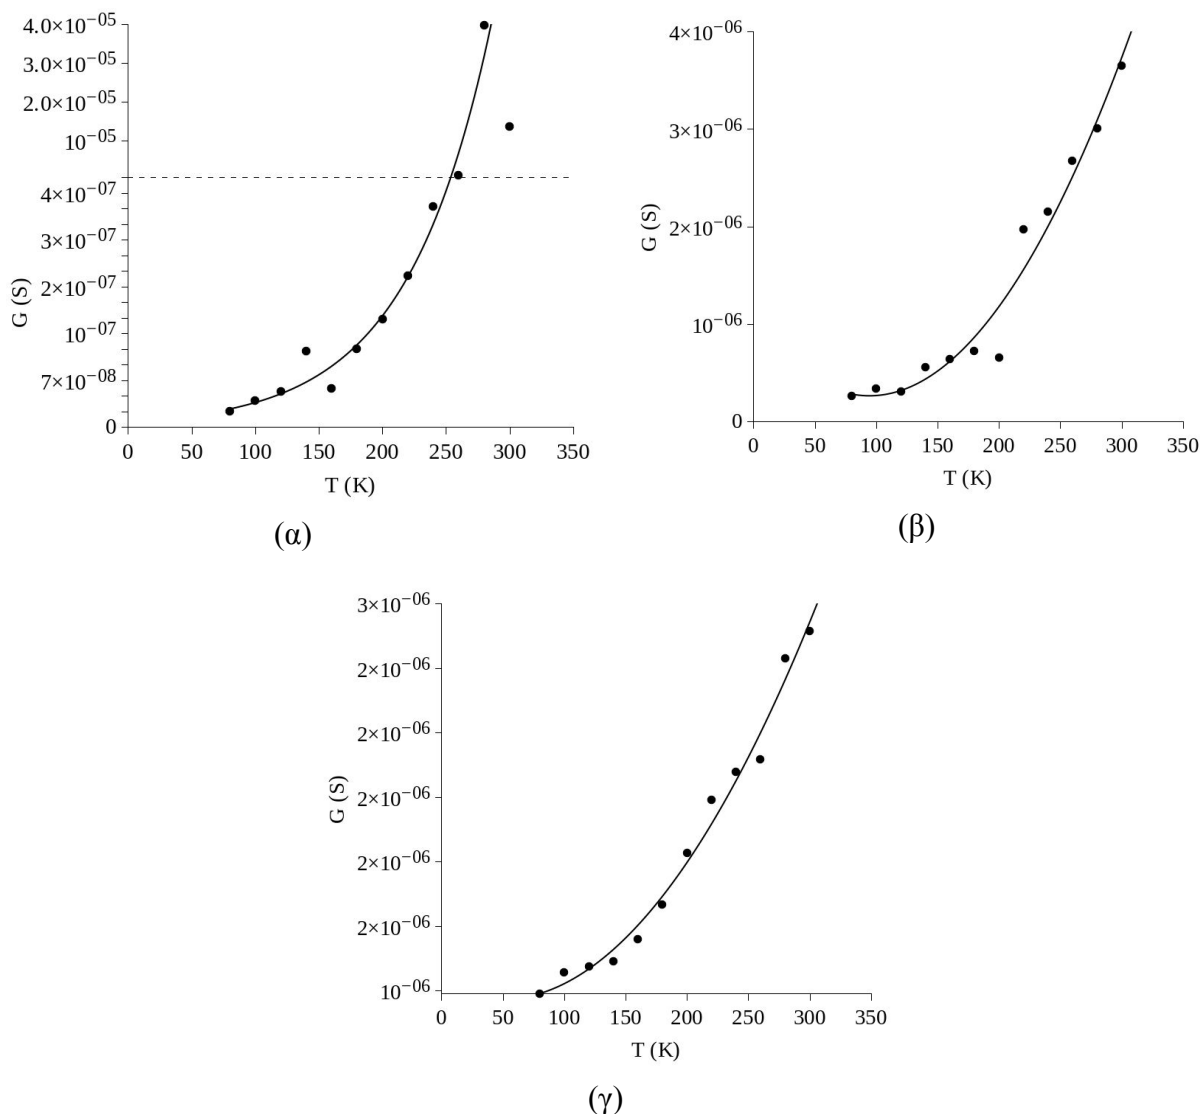 4.0×10⁻⁰⁵
3.0×10⁻⁰⁵
2.0×10⁻⁰⁵
10⁻⁰⁵
4×10⁻⁰⁷
3×10⁻⁰⁷
2×10⁻⁰⁷
10⁻⁰⁷
7×10⁻⁰⁸
0
G (S)
0 50 100 150 200 250 300 350
T (K)
(α)
4×10⁻⁰⁶
3×10⁻⁰⁶
2×10⁻⁰⁶
10⁻⁰⁶
0
G (S)
0 50 100 150 200 250 300 350
T (K)
(β)
3×10⁻⁰⁶
2×10⁻⁰⁶
2×10⁻⁰⁶
2×10⁻⁰⁶
2×10⁻⁰⁶
2×10⁻⁰⁶
10⁻⁰⁶
G (S)
0 50 100 150 200 250 300 350
T (K)
(γ)